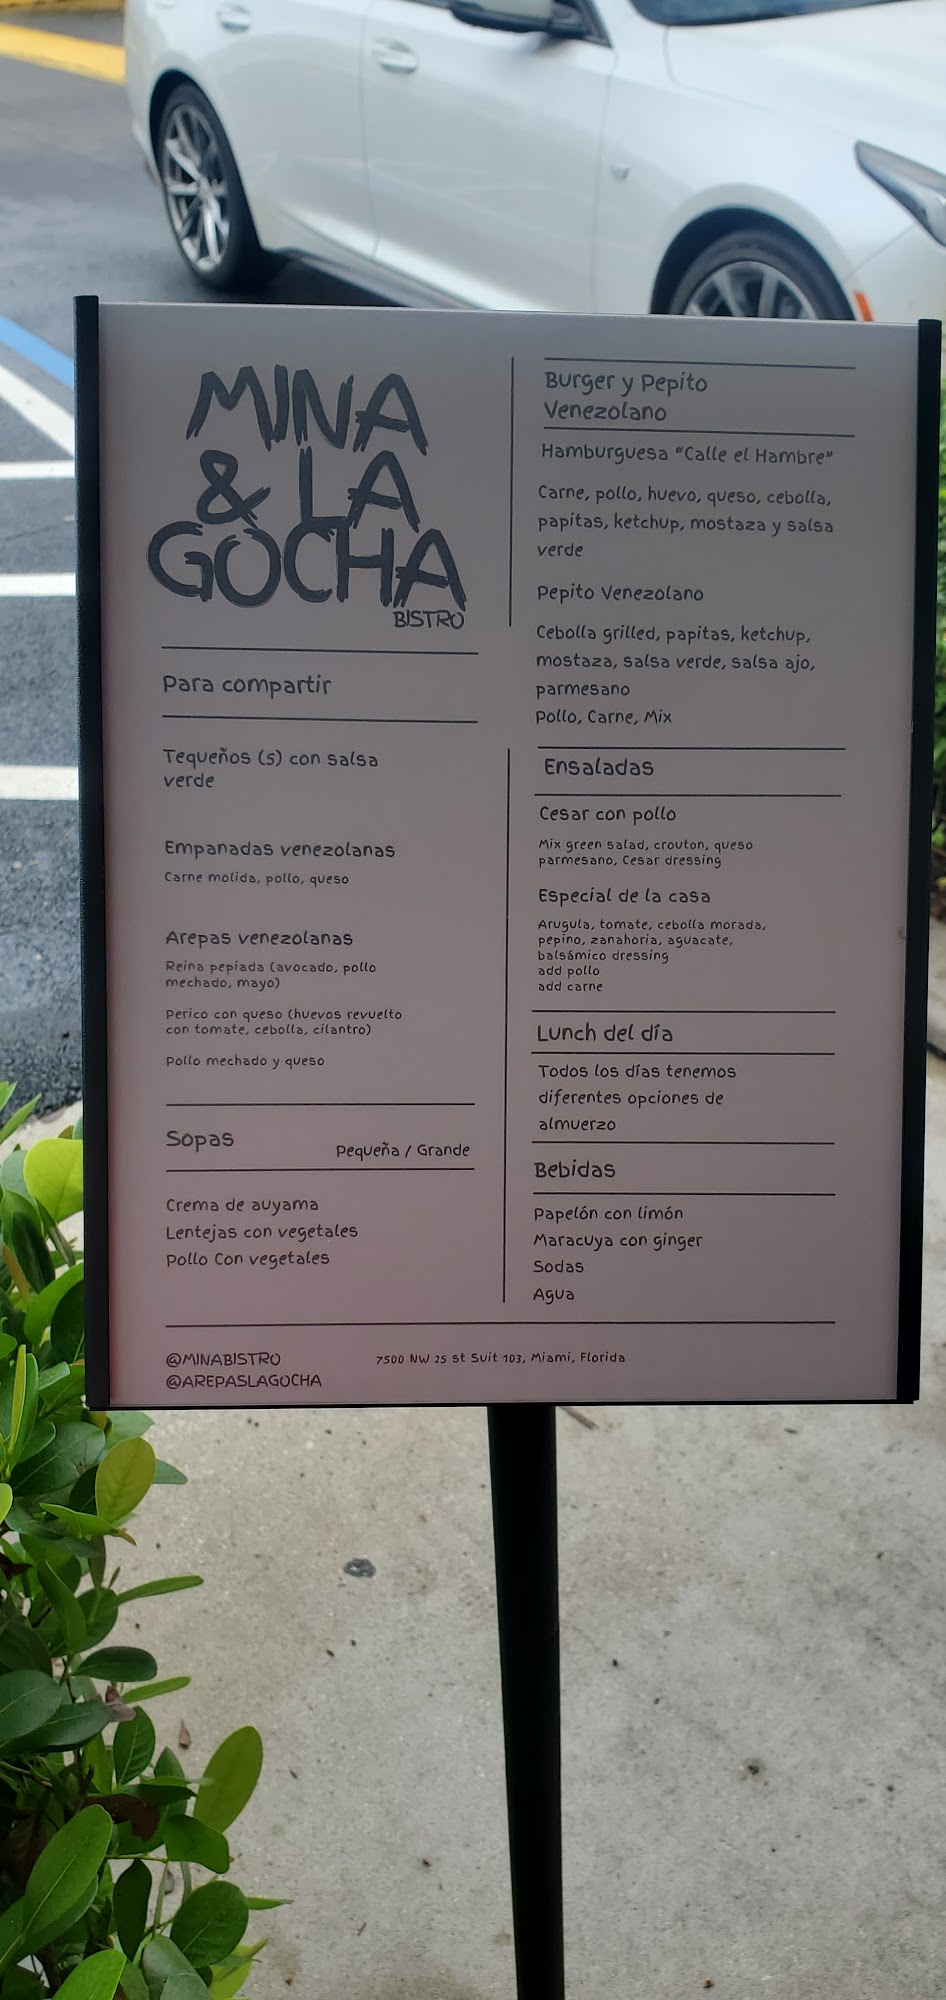 MINA
& LA
GOCHA
BISTRO
Para compartir
Tequeños (5) con salsa
verde
Empanadas venezolanas
Carne molida, pollo, queso
Arepas venezolanas
Reina pepiada (avocado, pollo
mechado, mayo)
Perico con queso (huevos revuelto
con tomate, cebolla, cilantro)
Pollo mechado y queso
Sopas
Pequeña / Grande
Crema de auyama
Lentejas con vegetales
Pollo Con vegetales
Burger y Pepito
Venezolano
Hamburguesa "Calle el Hambre"
Carne, pollo, huevo, queso, cebolla,
papitas, ketchup, mostaza y salsa
verde
Pepito Venezolano
Cebolla grilled, papitas, ketchup,
mostaza, salsa verde, salsa ajo,
parmesano
Pollo, Carne, Mix
Ensaladas
Cesar con pollo
Mix green salad, crouton, queso
parmesano, Cesar dressing
Especial de la casa
Arugula, tomate, cebolla morada,
pepino, zanahoria, aguacate,
balsámico dressing
add pollo
add carne
Lunch del día
Todos los días tenemos
diferentes opciones de
almuerzo
Bebidas
Papelón con limón
Maracuya con ginger
Sodas
Agua
@MINABISTRO
@AREPASLAGOCHA
7500 NW 25 st Suit 103, Miami, Florida